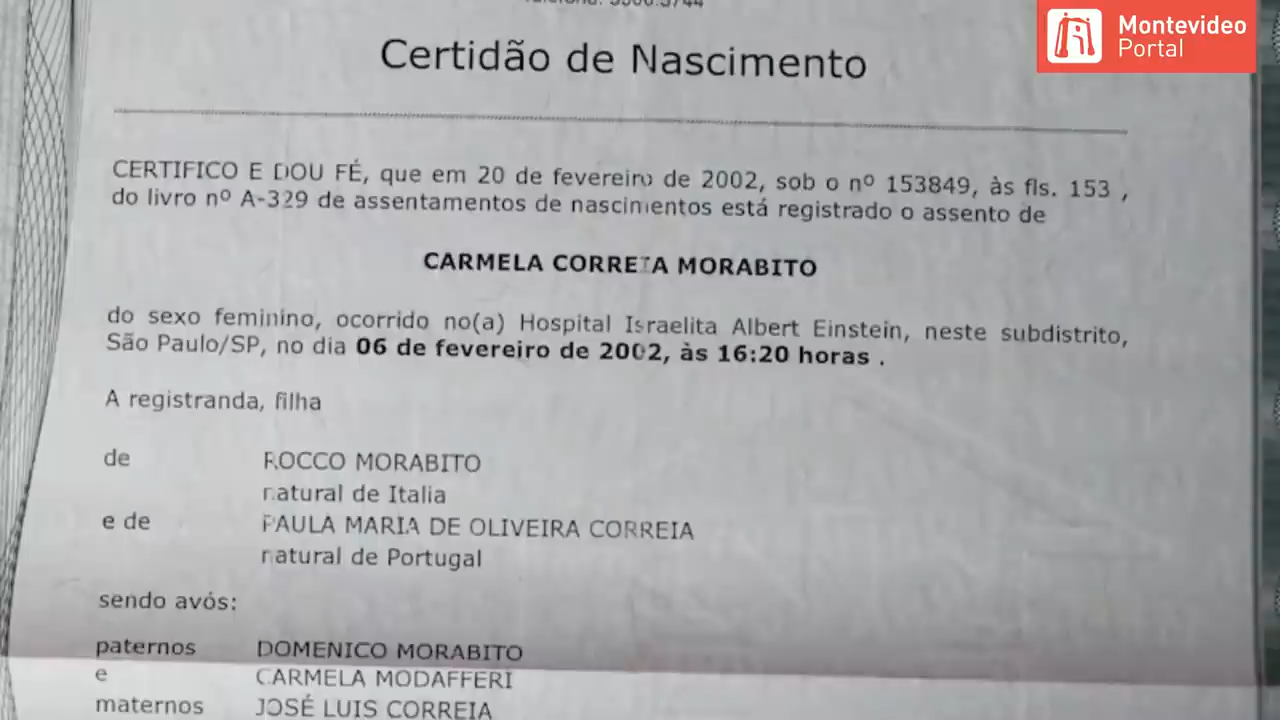 Montevideo
Portal
Certidão de Nascimento
CERTIFICO E DOU FÉ, que em 20 de fevereiro de 2002, sob o nº 153849, às fls. 153 ,
do livro nº A-329 de assentamentos de nascimentos está registrado o assento de
CARMELA CORREIA MORABITO
do sexo feminino, ocorrido no(a) Hospital Israelita Albert Einstein, neste subdistrito,
São Paulo/SP, no dia 06 de fevereiro de 2002, às 16:20 horas .
A registranda, filha
de ROCCO MORABITO
natural de Italia
e de PAULA MARIA DE OLIVEIRA CORREIA
natural de Portugal
sendo avós:
paternos DOMENICO MORABITO
e CARMELA MODAFFERI
maternos JOSÉ LUIS CORREIA